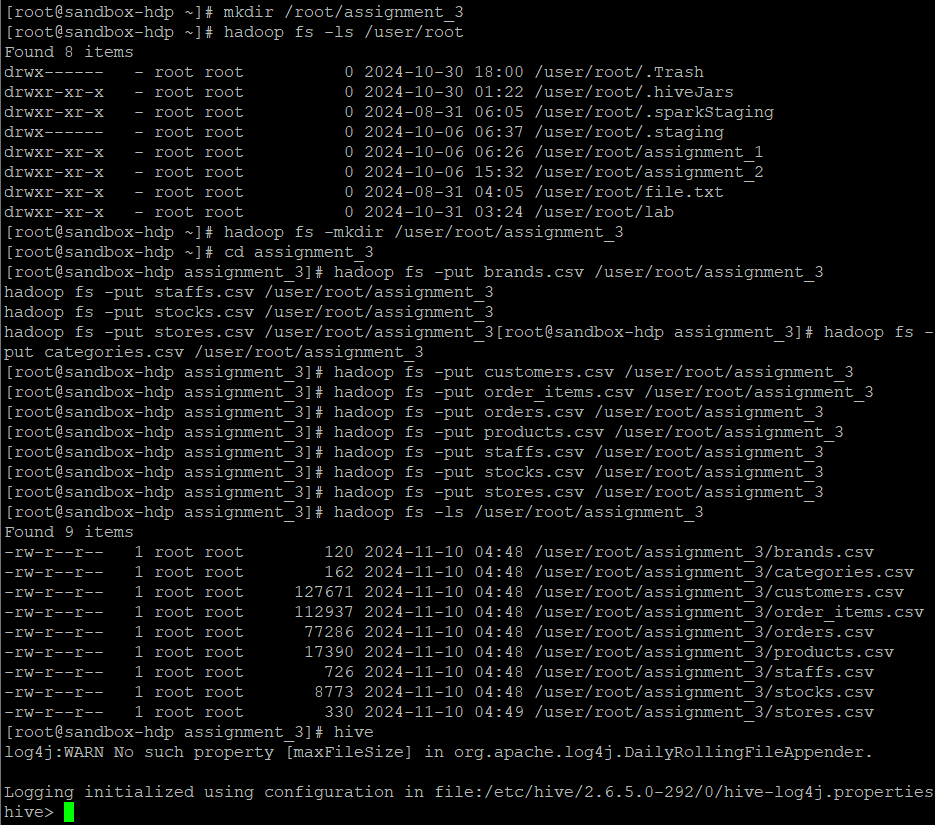 [root@sandbox-hdp ~]# mkdir /root/assignment_3
[root@sandbox-hdp ~]# hadoop fs -ls /user/root
Found 8 items
drwx------   - root root          0 2024-10-30 18:00 /user/root/.Trash
drwxr-xr-x   - root root          0 2024-10-30 01:22 /user/root/.hiveJars
drwxr-xr-x   - root root          0 2024-08-31 06:05 /user/root/.sparkStaging
drwx------   - root root          0 2024-10-06 06:37 /user/root/.staging
drwxr-xr-x   - root root          0 2024-10-06 06:26 /user/root/assignment_1
drwxr-xr-x   - root root          0 2024-10-06 15:32 /user/root/assignment_2
drwxr-xr-x   - root root          0 2024-08-31 04:05 /user/root/file.txt
drwxr-xr-x   - root root          0 2024-10-31 03:24 /user/root/lab
[root@sandbox-hdp ~]# hadoop fs -mkdir /user/root/assignment_3
[root@sandbox-hdp ~]# cd assignment_3
[root@sandbox-hdp assignment_3]# hadoop fs -put brands.csv /user/root/assignment_3
hadoop fs -put staffs.csv /user/root/assignment_3
hadoop fs -put stocks.csv /user/root/assignment_3
hadoop fs -put stores.csv /user/root/assignment_3[root@sandbox-hdp assignment_3]# hadoop fs -
put categories.csv /user/root/assignment_3
[root@sandbox-hdp assignment_3]# hadoop fs -put customers.csv /user/root/assignment_3
[root@sandbox-hdp assignment_3]# hadoop fs -put order_items.csv /user/root/assignment_3
[root@sandbox-hdp assignment_3]# hadoop fs -put orders.csv /user/root/assignment_3
[root@sandbox-hdp assignment_3]# hadoop fs -put products.csv /user/root/assignment_3
[root@sandbox-hdp assignment_3]# hadoop fs -put staffs.csv /user/root/assignment_3
[root@sandbox-hdp assignment_3]# hadoop fs -put stocks.csv /user/root/assignment_3
[root@sandbox-hdp assignment_3]# hadoop fs -put stores.csv /user/root/assignment_3
[root@sandbox-hdp assignment_3]# hadoop fs -ls /user/root/assignment_3
Found 9 items
-rw-r--r--   1 root root        120 2024-11-10 04:48 /user/root/assignment_3/brands.csv
-rw-r--r--   1 root root        162 2024-11-10 04:48 /user/root/assignment_3/categories.csv
-rw-r--r--   1 root root     127671 2024-11-10 04:48 /user/root/assignment_3/customers.csv
-rw-r--r--   1 root root     112937 2024-11-10 04:48 /user/root/assignment_3/order_items.csv
-rw-r--r--   1 root root      77286 2024-11-10 04:48 /user/root/assignment_3/orders.csv
-rw-r--r--   1 root root      17390 2024-11-10 04:48 /user/root/assignment_3/products.csv
-rw-r--r--   1 root root        726 2024-11-10 04:48 /user/root/assignment_3/staffs.csv
-rw-r--r--   1 root root       8773 2024-11-10 04:48 /user/root/assignment_3/stocks.csv
-rw-r--r--   1 root root        330 2024-11-10 04:49 /user/root/assignment_3/stores.csv
[root@sandbox-hdp assignment_3]# hive
log4j:WARN No such property [maxFileSize] in org.apache.log4j.DailyRollingFileAppender.

Logging initialized using configuration in file:/etc/hive/2.6.5.0-292/0/hive-log4j.properties
hive>